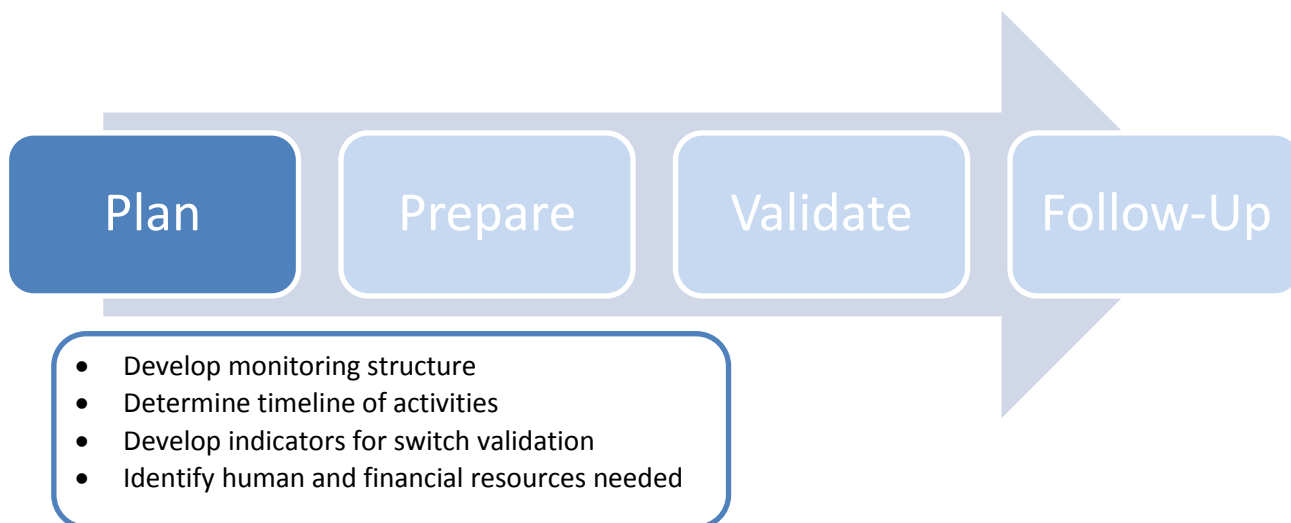 Plan
Prepare
Validate
Follow-Up
• Develop monitoring structure
• Determine timeline of activities
• Develop indicators for switch validation
• Identify human and financial resources needed